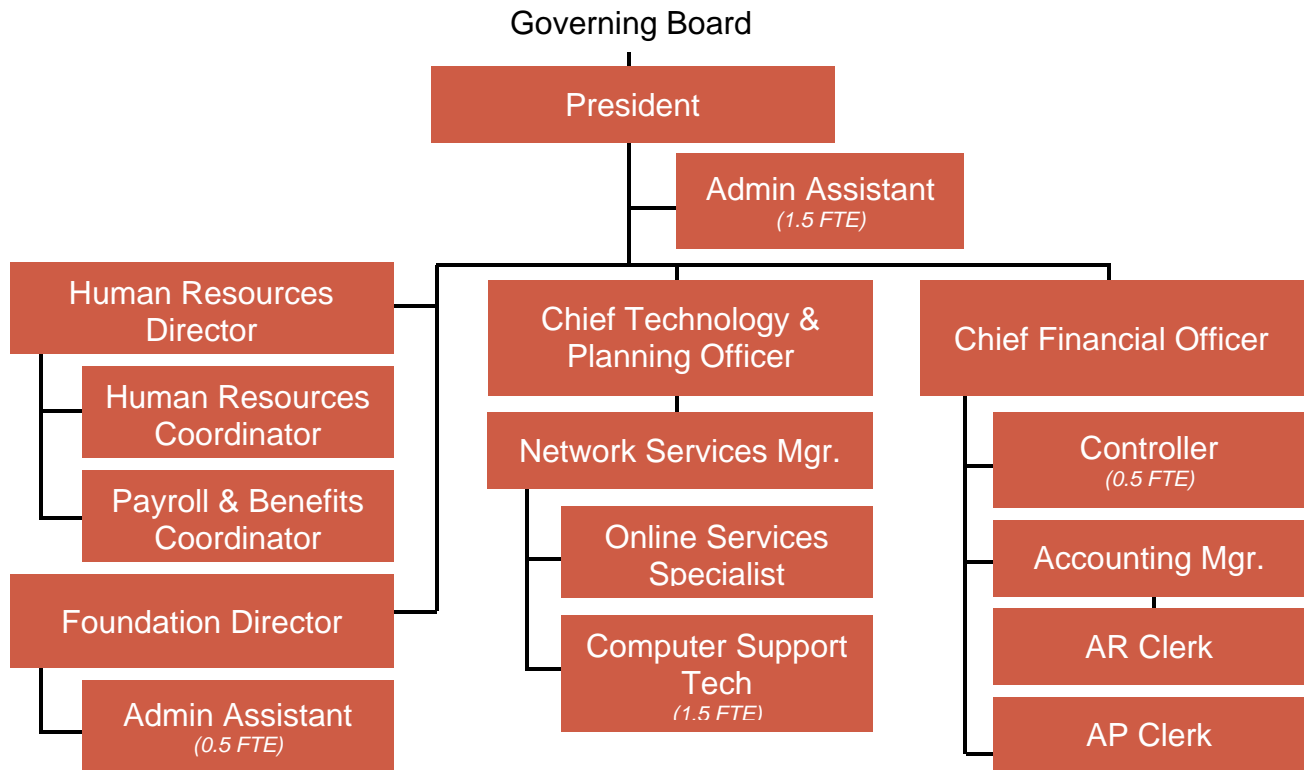 Governing Board
President
Admin Assistant
(1.5 FTE)
Human Resources
Director
Human Resources
Coordinator
Payroll & Benefits
Coordinator
Foundation Director
Admin Assistant
(0.5 FTE)
Chief Technology &
Planning Officer
Network Services Mgr.
Online Services
Specialist
Computer Support
Tech
(1.5 FTE)
Chief Financial Officer
Controller
(0.5 FTE)
Accounting Mgr.
AR Clerk
AP Clerk